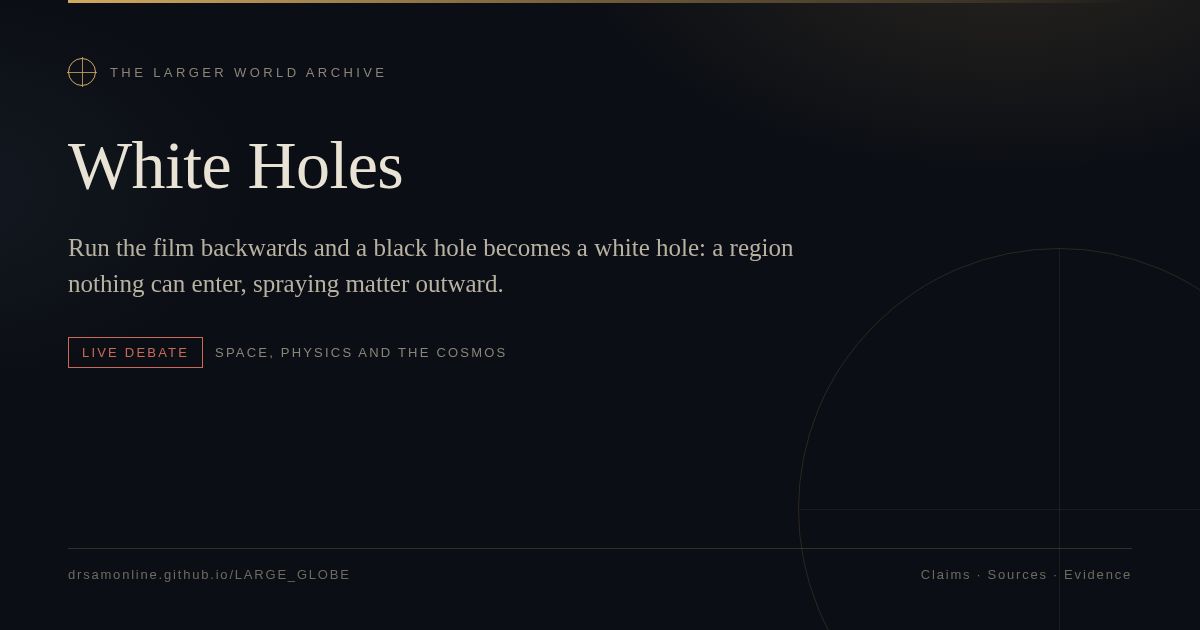 THE LARGER WORLD ARCHIVE
White Holes
Run the film backwards and a black hole becomes a white hole: a region
nothing can enter, spraying matter outward.
LIVE DEBATE SPACE, PHYSICS AND THE COSMOS
drsamonline.github.io/LARGE_GLOBE Claims · Sources · Evidence